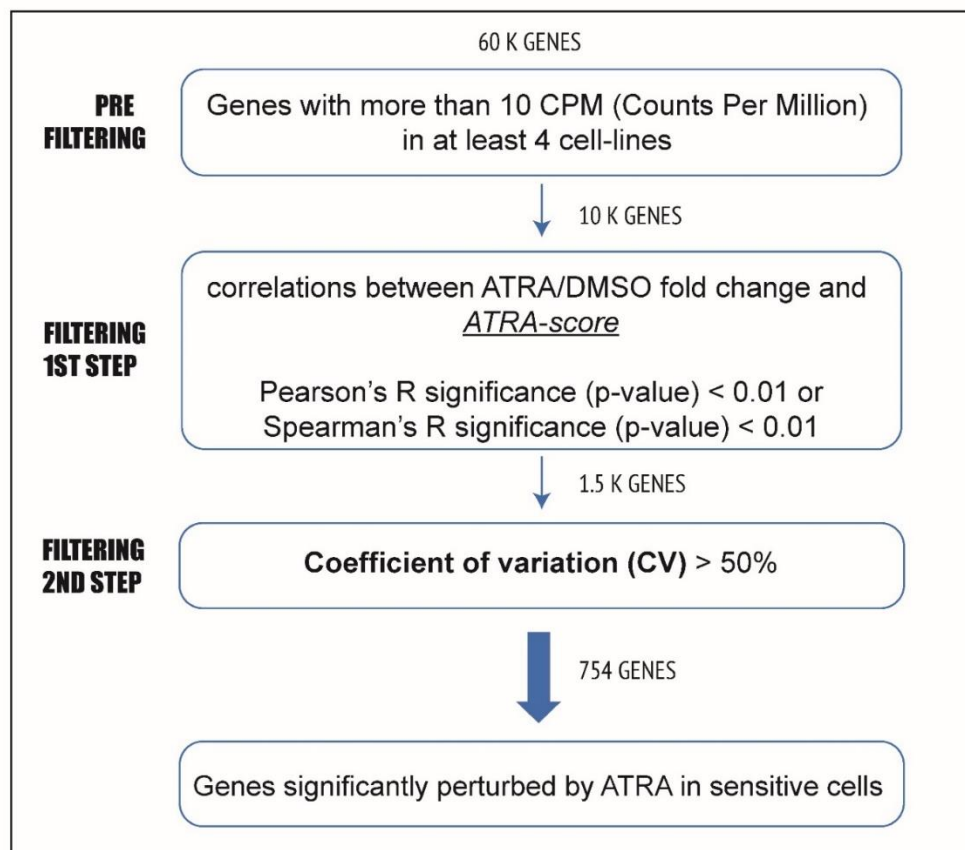 60 K GENES
PRE
FILTERING
Genes with more than 10 CPM (Counts Per Million)
in at least 4 cell-lines
10 K GENES
FILTERING
1ST STEP
correlations between ATRA/DMSO fold change and
ATRA-score
Pearson's R significance (p-value) < 0.01 or
Spearman's R significance (p-value) < 0.01
1.5 K GENES
FILTERING
2ND STEP
Coefficient of variation (CV) > 50%
754 GENES
Genes significantly perturbed by ATRA in sensitive cells